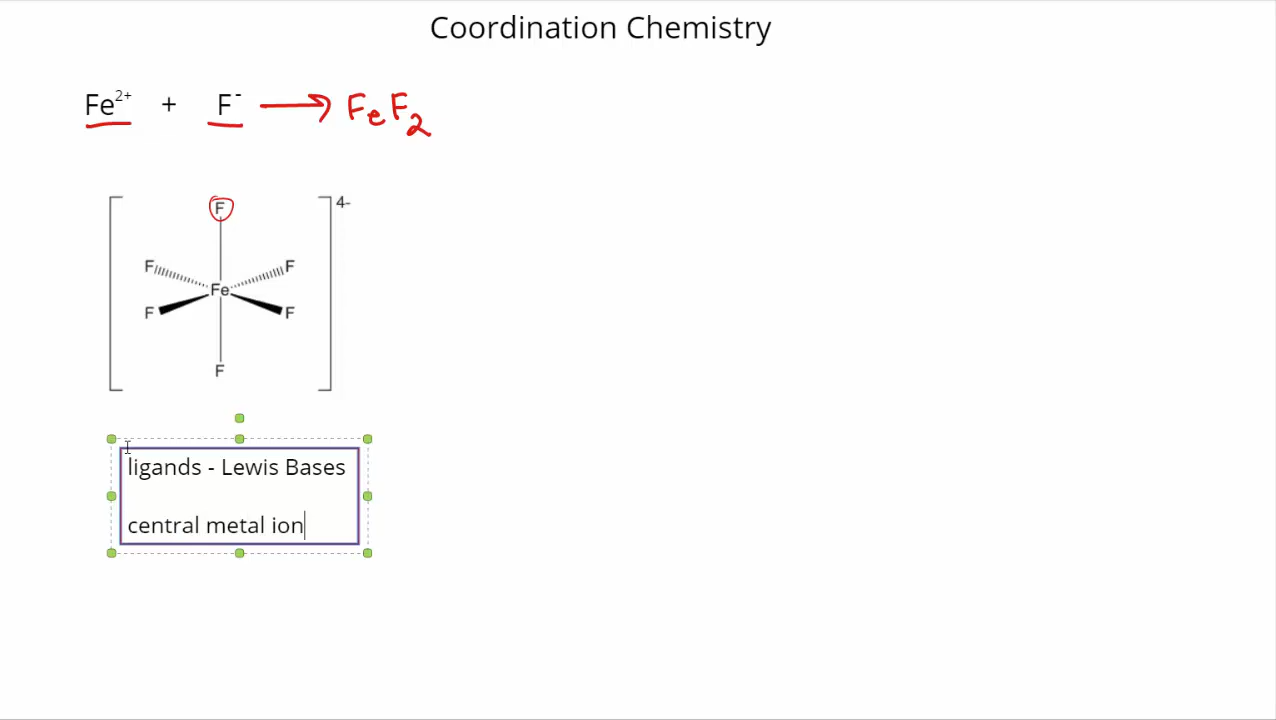 Coordination Chemistry
Fe²⁺ + F⁻ → FeF₂
4-
F
F F
Fe
F F
F
ligands - Lewis Bases
central metal ion